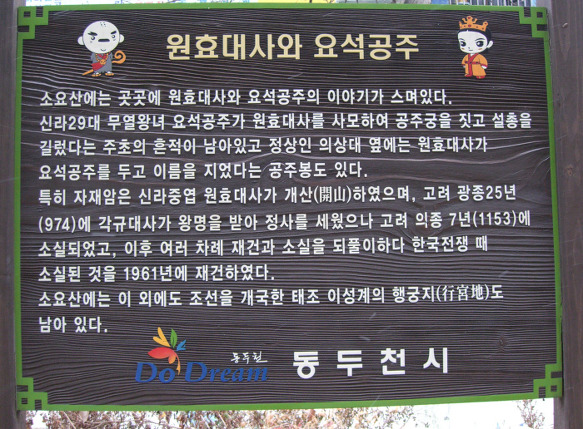 원효대사와 요석공주
소요산에는 곳곳에 원효대사와 요석공주의 이야기가 스며있다.
신라29대 무열왕녀 요석공주가 원효대사를 사모하여 공주궁을 짓고 설총을
길렀다는 주초의 흔적이 남아있고 정상인 의상대 옆에는 원효대사가
요석공주를 두고 이름을 지었다는 공주봉도 있다.
특히 자재암은 신라중엽 원효대사가 개산(開山)하였으며, 고려 광종25년
(974)에 각규대사가 왕명을 받아 정사를 세웠으나 고려 의종 7년(1153)에
소실되었고, 이후 여러 차례 재건과 소실을 되풀이하다 한국전쟁 때
소실된 것을 1961년에 재건하였다.
소요산에는 이 외에도 조선을 개국한 태조 이성계의 행궁지(行宮地)도
남아 있다.
동두천
Do Dream
동두천시